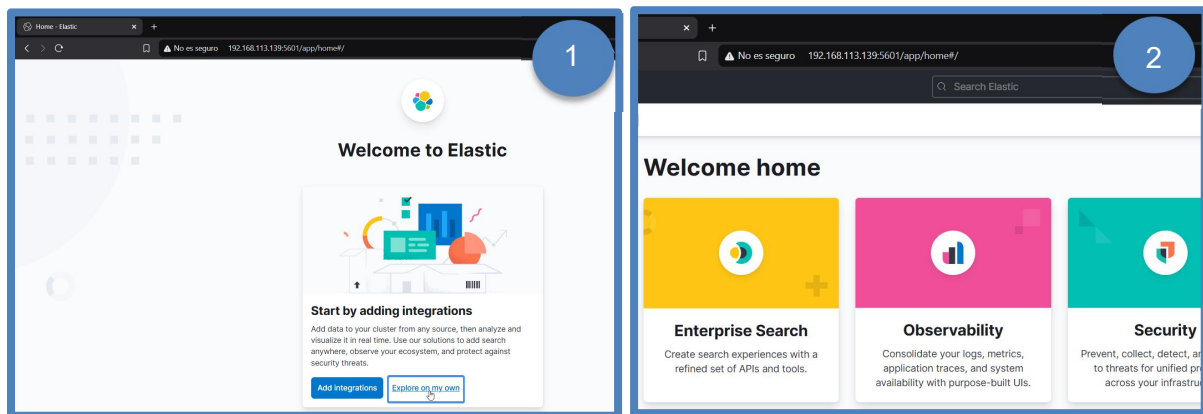 Home - Elastic
1
No es seguro 192.168.113.139:5601/app/home#/
Welcome to Elastic
Start by adding integrations
Add data to your cluster from any source, then analyze and
visualize it in real time. Use our solutions to add search
anywhere, observe your ecosystem, and protect against
security threats.
Add integrations Explore on my own
2
No es seguro 192.168.113.139:5601/app/home#/
Search Elastic
Welcome home
Enterprise Search
Create search experiences with a
refined set of APIs and tools.
Observability
Consolidate your logs, metrics,
application traces, and system
availability with purpose-built UIs.
Security
Prevent, collect, detect,
to threats for unified
across your